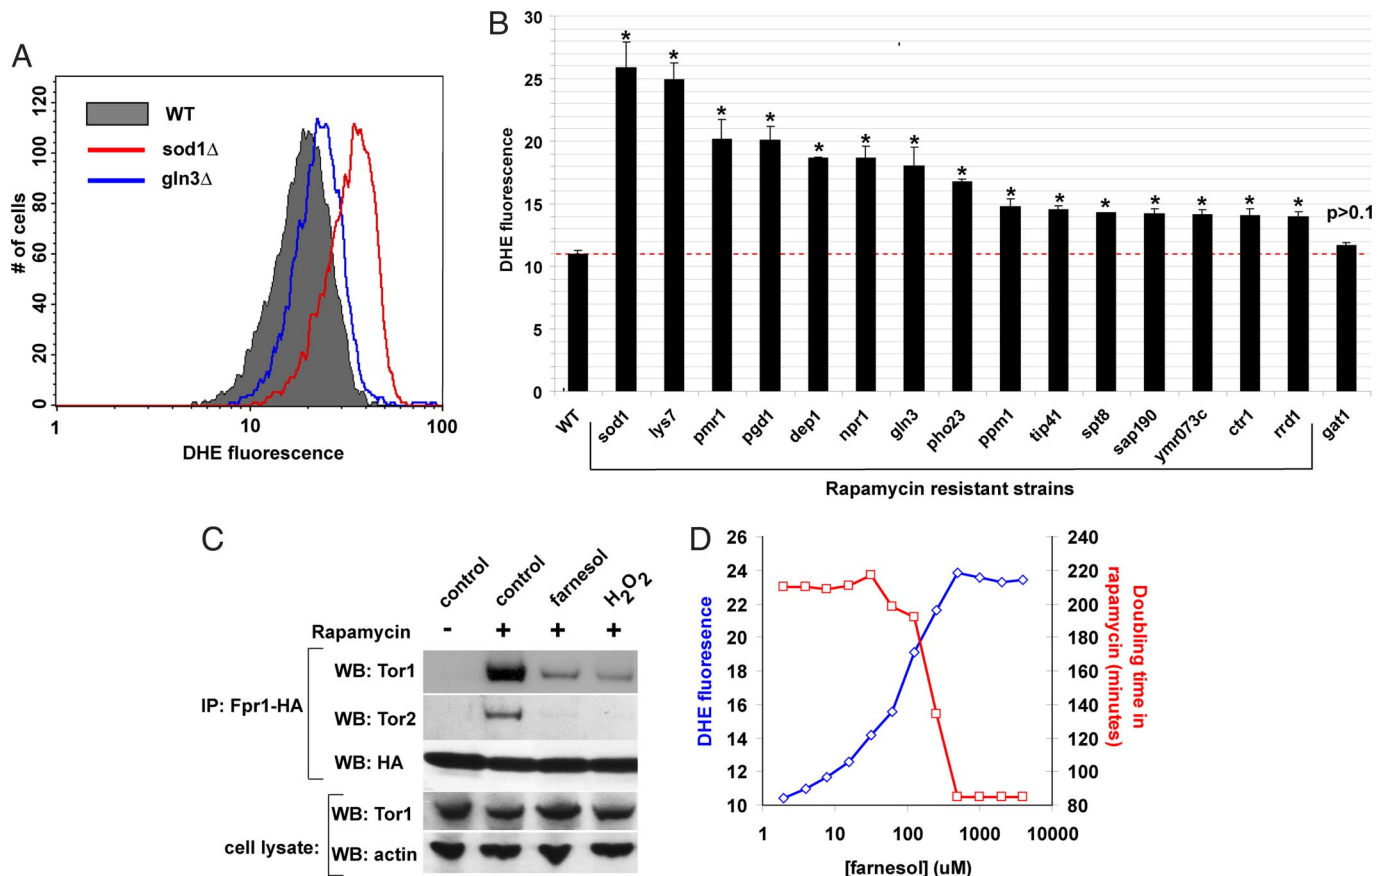 A
120
100
80
60
40
20
0
# of cells
WT
sod1Δ
gln3Δ
1
10
100
DHE fluorescence
B
30
25
20
15
10
5
0
DHE fluorescence
* * * * * * * * * * * * * * *
p>0.1
WT sod1 lys7 pmr1 pgd1 dep1 npr1 gln3 pho23 ppm1 tip41 spt8 sap190 ymr073c ctr1 rrd1 gat1
Rapamycin resistant strains
C
control control farnesol H2O2
Rapamycin - + + +
IP: Fpr1-HA
WB: Tor1
WB: Tor2
WB: HA
cell lysate:
WB: Tor1
WB: actin
D
26
24
22
20
18
16
14
12
10
DHE fluoresence
240
220
200
180
160
140
120
100
80
Doubling time in
rapamycin (minutes)
1 10 100 1000 10000
[farnesol] (uM)